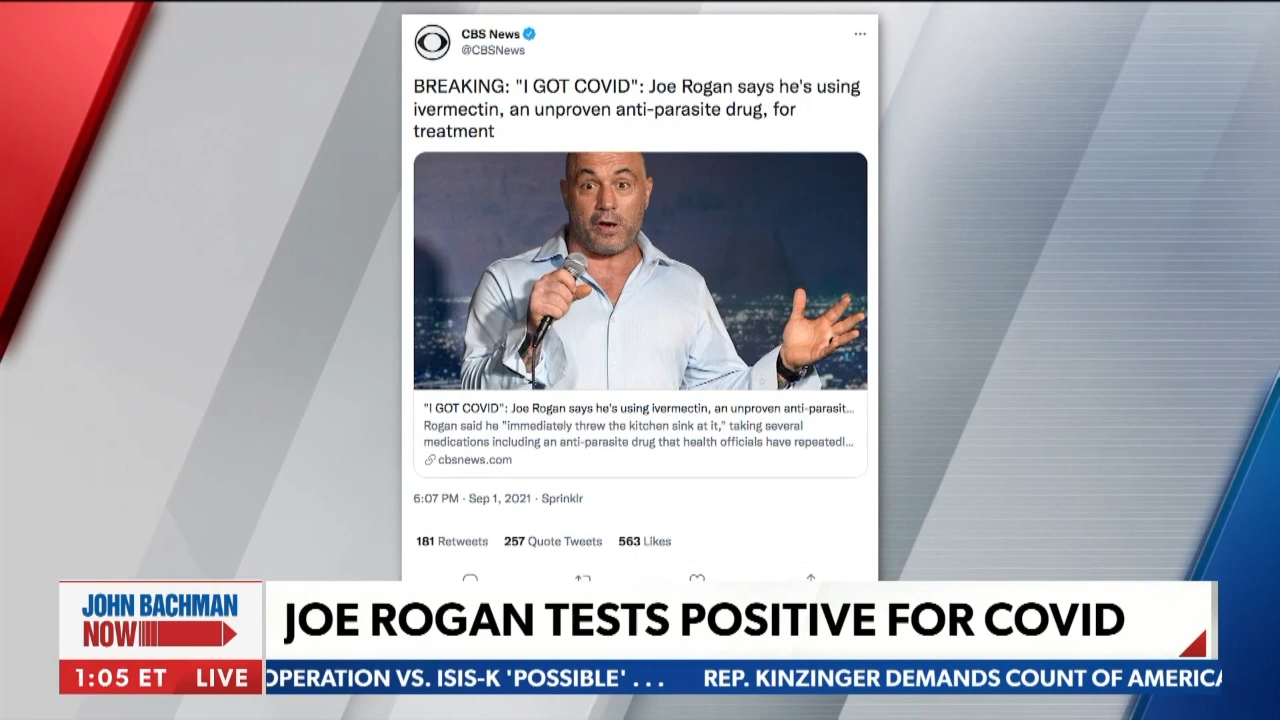 CBS News
@CBSNews
BREAKING: "I GOT COVID": Joe Rogan says he's using
ivermectin, an unproven anti-parasite drug, for
treatment
"I GOT COVID": Joe Rogan says he's using ivermectin, an unproven anti-parasit...
Rogan said he "immediately threw the kitchen sink at it," taking several
medications including an anti-parasite drug that health officials have repeatedl...
cbsnews.com
6:07 PM · Sep 1, 2021 · Sprinklr
181 Retweets 257 Quote Tweets 563 Likes
JOHN BACHMAN
NOW
JOE ROGAN TESTS POSITIVE FOR COVID
1:05 ET LIVE
OPERATION VS. ISIS-K 'POSSIBLE' . . . REP. KINZINGER DEMANDS COUNT OF AMERICA